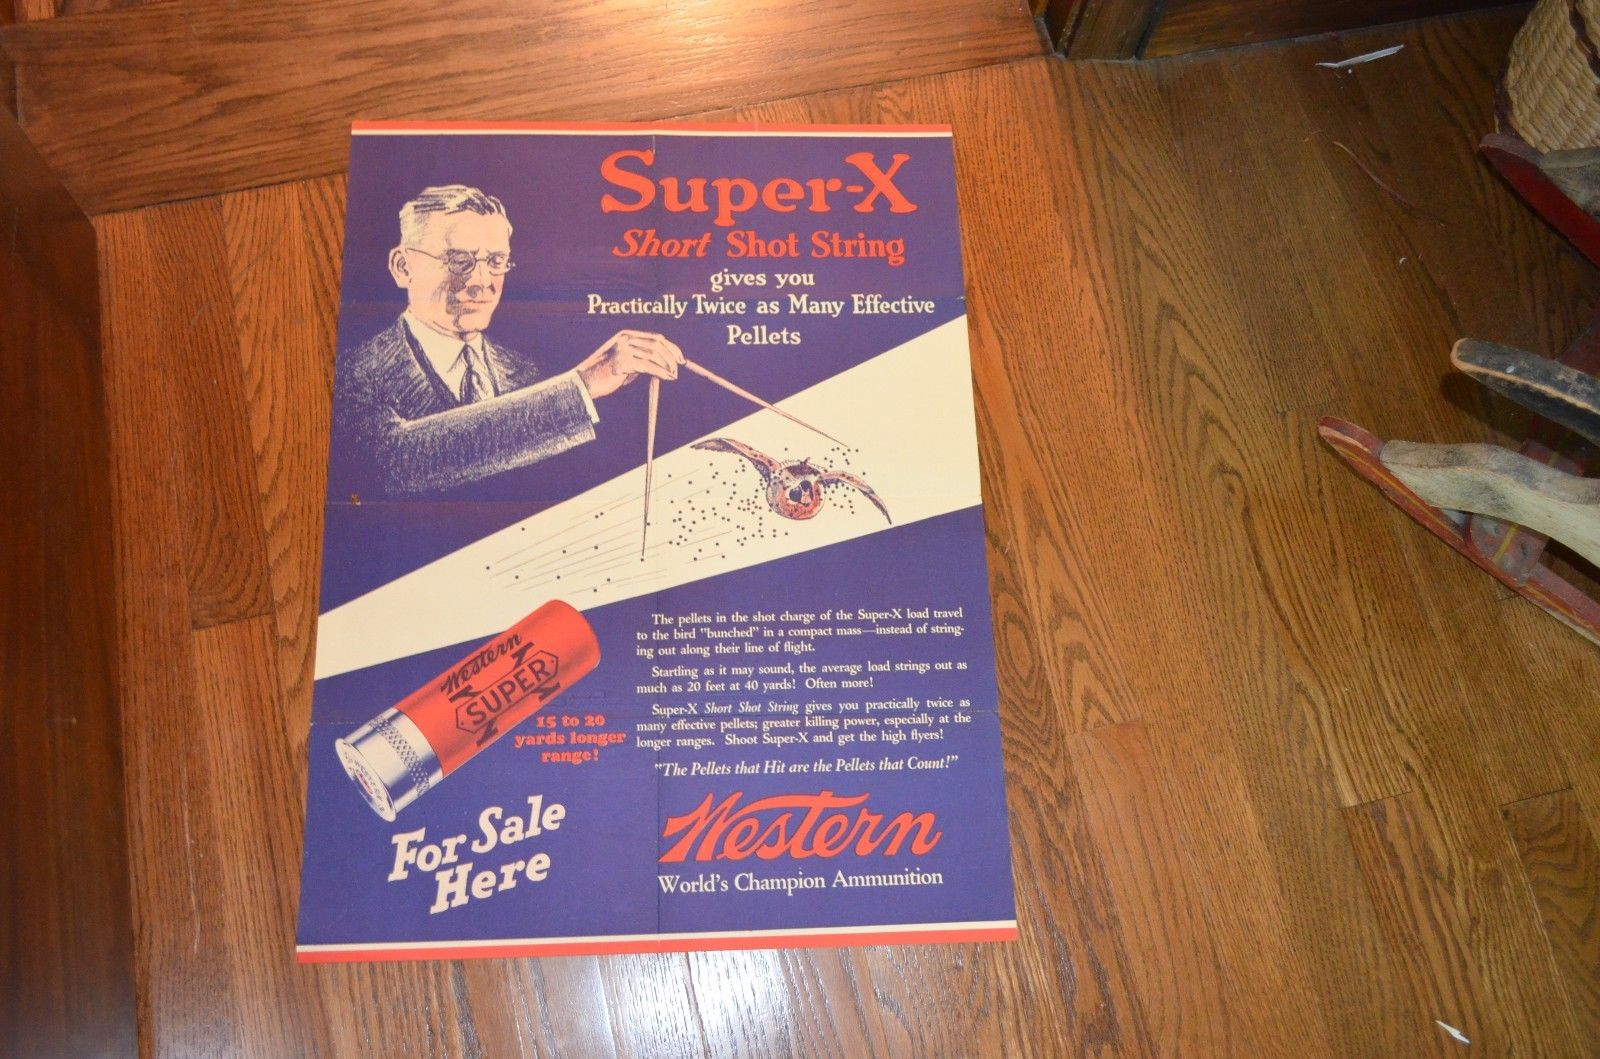 Super-X
Short Shot String
gives you
Practically Twice as Many Effective
Pellets
The pellets in the shot charge of the Super-X load travel
to the bird "bunched" in a compact mass—instead of string-
ing out along their line of flight.
Startling as it may sound, the average load strings out as
much as 20 feet at 40 yards! Often more!
Super-X Short Shot String gives you practically twice as
many effective pellets; greater killing power, especially at the
longer ranges. Shoot Super-X and get the high flyers!
"The Pellets that Hit are the Pellets that Count!"
Western
SUPER
15 to 20
yards longer
range!
For Sale
Here
Western
World's Champion Ammunition